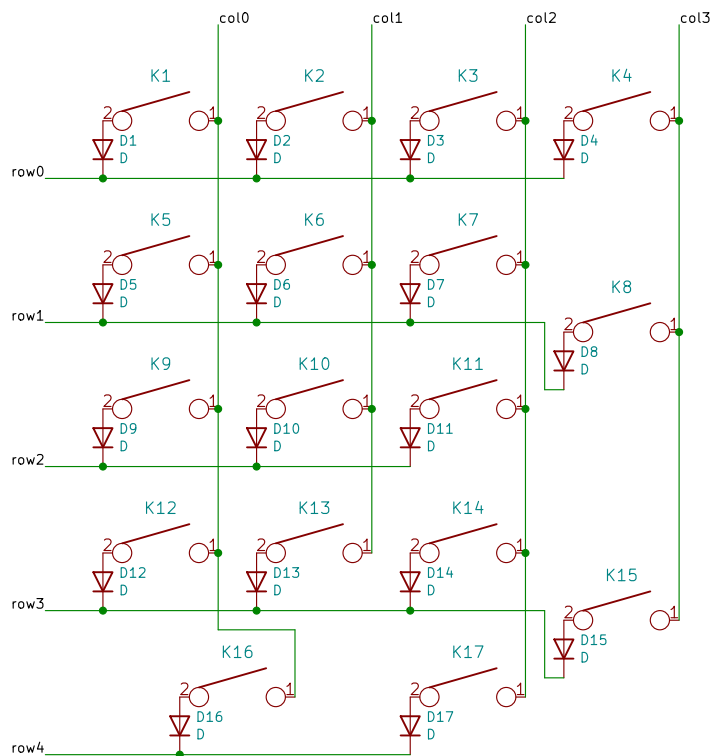 col0 col1 col2 col3
K1 K2 K3 K4
2 1 2 1 2 1 2 1
D1 D2 D3 D4
D D D D
row0
K5 K6 K7
2 1 2 1 2 1
K8
D5 D6 D7
D D D
row1
2 1
D8
D
K9 K10 K11
2 1 2 1 2 1
D9 D10 D11
D D D
row2
K12 K13 K14
2 1 2 1 2 1
D12 D13 D14
D D D
K15
row3
2 1
D15
D
K16 K17
2 1 2 1
D16 D17
D D
row4